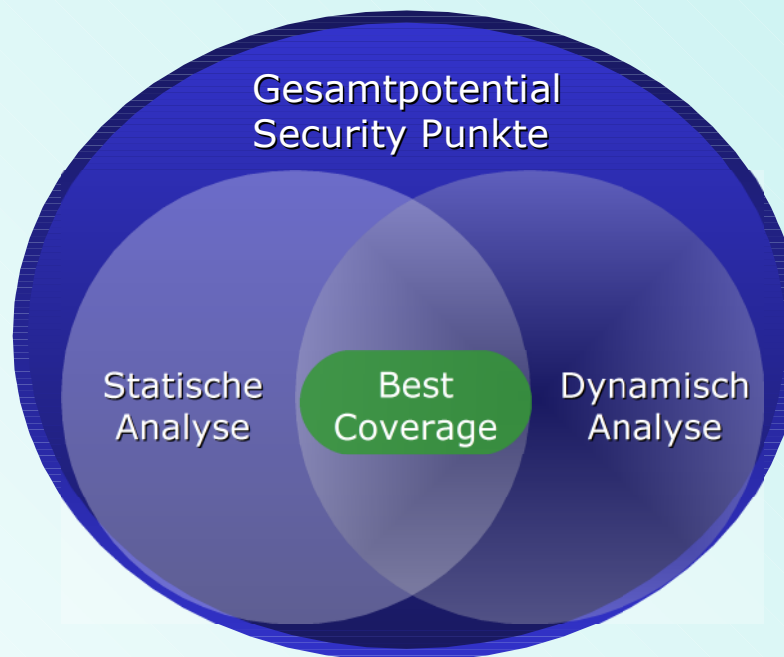 Gesamtpotential
Security Punkte
Statische
Analyse
Best
Coverage
Dynamisch
Analyse